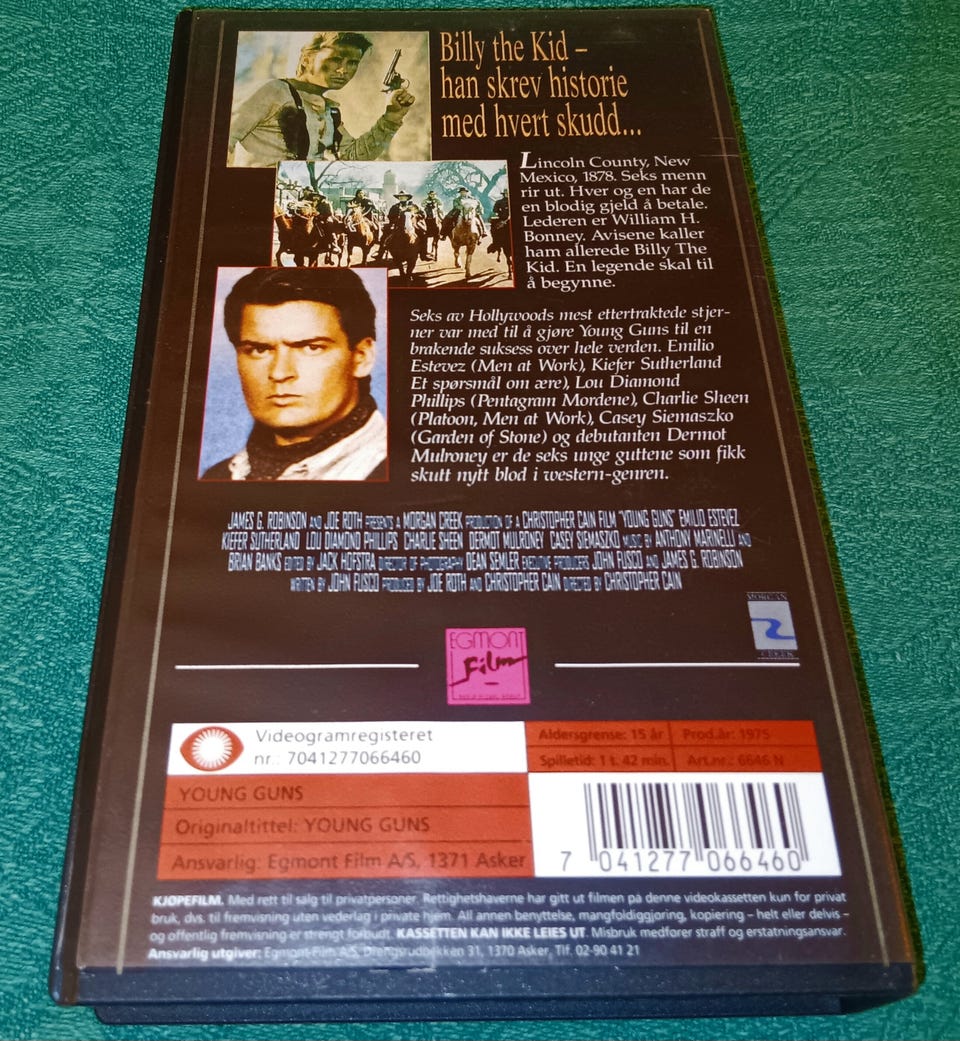 Billy the Kid –
han skrev historie
med hvert skudd...
Lincoln County, New
Mexico, 1878. Seks menn
rir ut. Hver og en har de
en blodig gjeld å betale.
Lederen er William H.
Bonney. Avisene kaller
ham allerede Billy The
Kid. En legende skal til
å begynne.
Seks av Hollywoods mest ettertraktede stjer-
ner var med til å gjøre Young Guns til en
brakende suksess over hele verden. Emilio
Estevez (Men at Work), Kiefer Sutherland
Et spørsmål om ære), Lou Diamond
Phillips (Pentagram Mordene), Charlie Sheen
(Platoon, Men at Work), Casey Siemaszko
(Garden of Stone) og debutanten Dermot
Mulroney er de seks unge guttene som fikk
skutt nytt blod i western-genren.
JAMES G. ROBINSON AND JOE ROTH PRESENTS A MORGAN CREEK PRODUCTION OF A CHRISTOPHER CAIN FILM "YOUNG GUNS" EMILIO ESTEVEZ
KIEFER SUTHERLAND LOU DIAMOND PHILLIPS CHARLIE SHEEN DERMOT MULRONEY CASEY SIEMASZKO MUSIC BY ANTHONY MARINELLI AND
BRIAN BANKS EDITED BY JACK HOFSTRA DIRECTOR OF PHOTOGRAPHY DEAN SEMLER EXECUTIVE PRODUCERS JOHN FUSCO AND JAMES G. ROBINSON
WRITTEN BY JOHN FUSCO PRODUCED BY JOE ROTH AND CHRISTOPHER CAIN DIRECTED BY CHRISTOPHER CAIN
MORGAN
CREEK
EGMONT
Film
Videogramregisteret
nr.: 7041277066460
Aldersgrense: 15 år Prod.år: 1975
Spilletid: 1 t. 42 min. Art.nr.: 6646 N
YOUNG GUNS
Originaltittel: YOUNG GUNS
Ansvarlig: Egmont Film A/S, 1371 Asker
7 041277 066460
KJØPEFILM. Med rett til salg til privatpersoner. Rettighetshaverne har gitt ut filmen på denne videokassetten kun for privat
bruk, dvs. til fremvisning uten vederlag i private hjem. All annen benyttelse, mangfoldiggjøring, kopiering – helt eller delvis –
og offentlig fremvisning er strengt forbudt. KASSETTEN KAN IKKE LEIES UT. Misbruk medfører straff og erstatningsansvar.
Ansvarlig utgiver: Egmont Film A/S, Drengsrudbekken 31, 1370 Asker, Tlf. 02-90 41 21